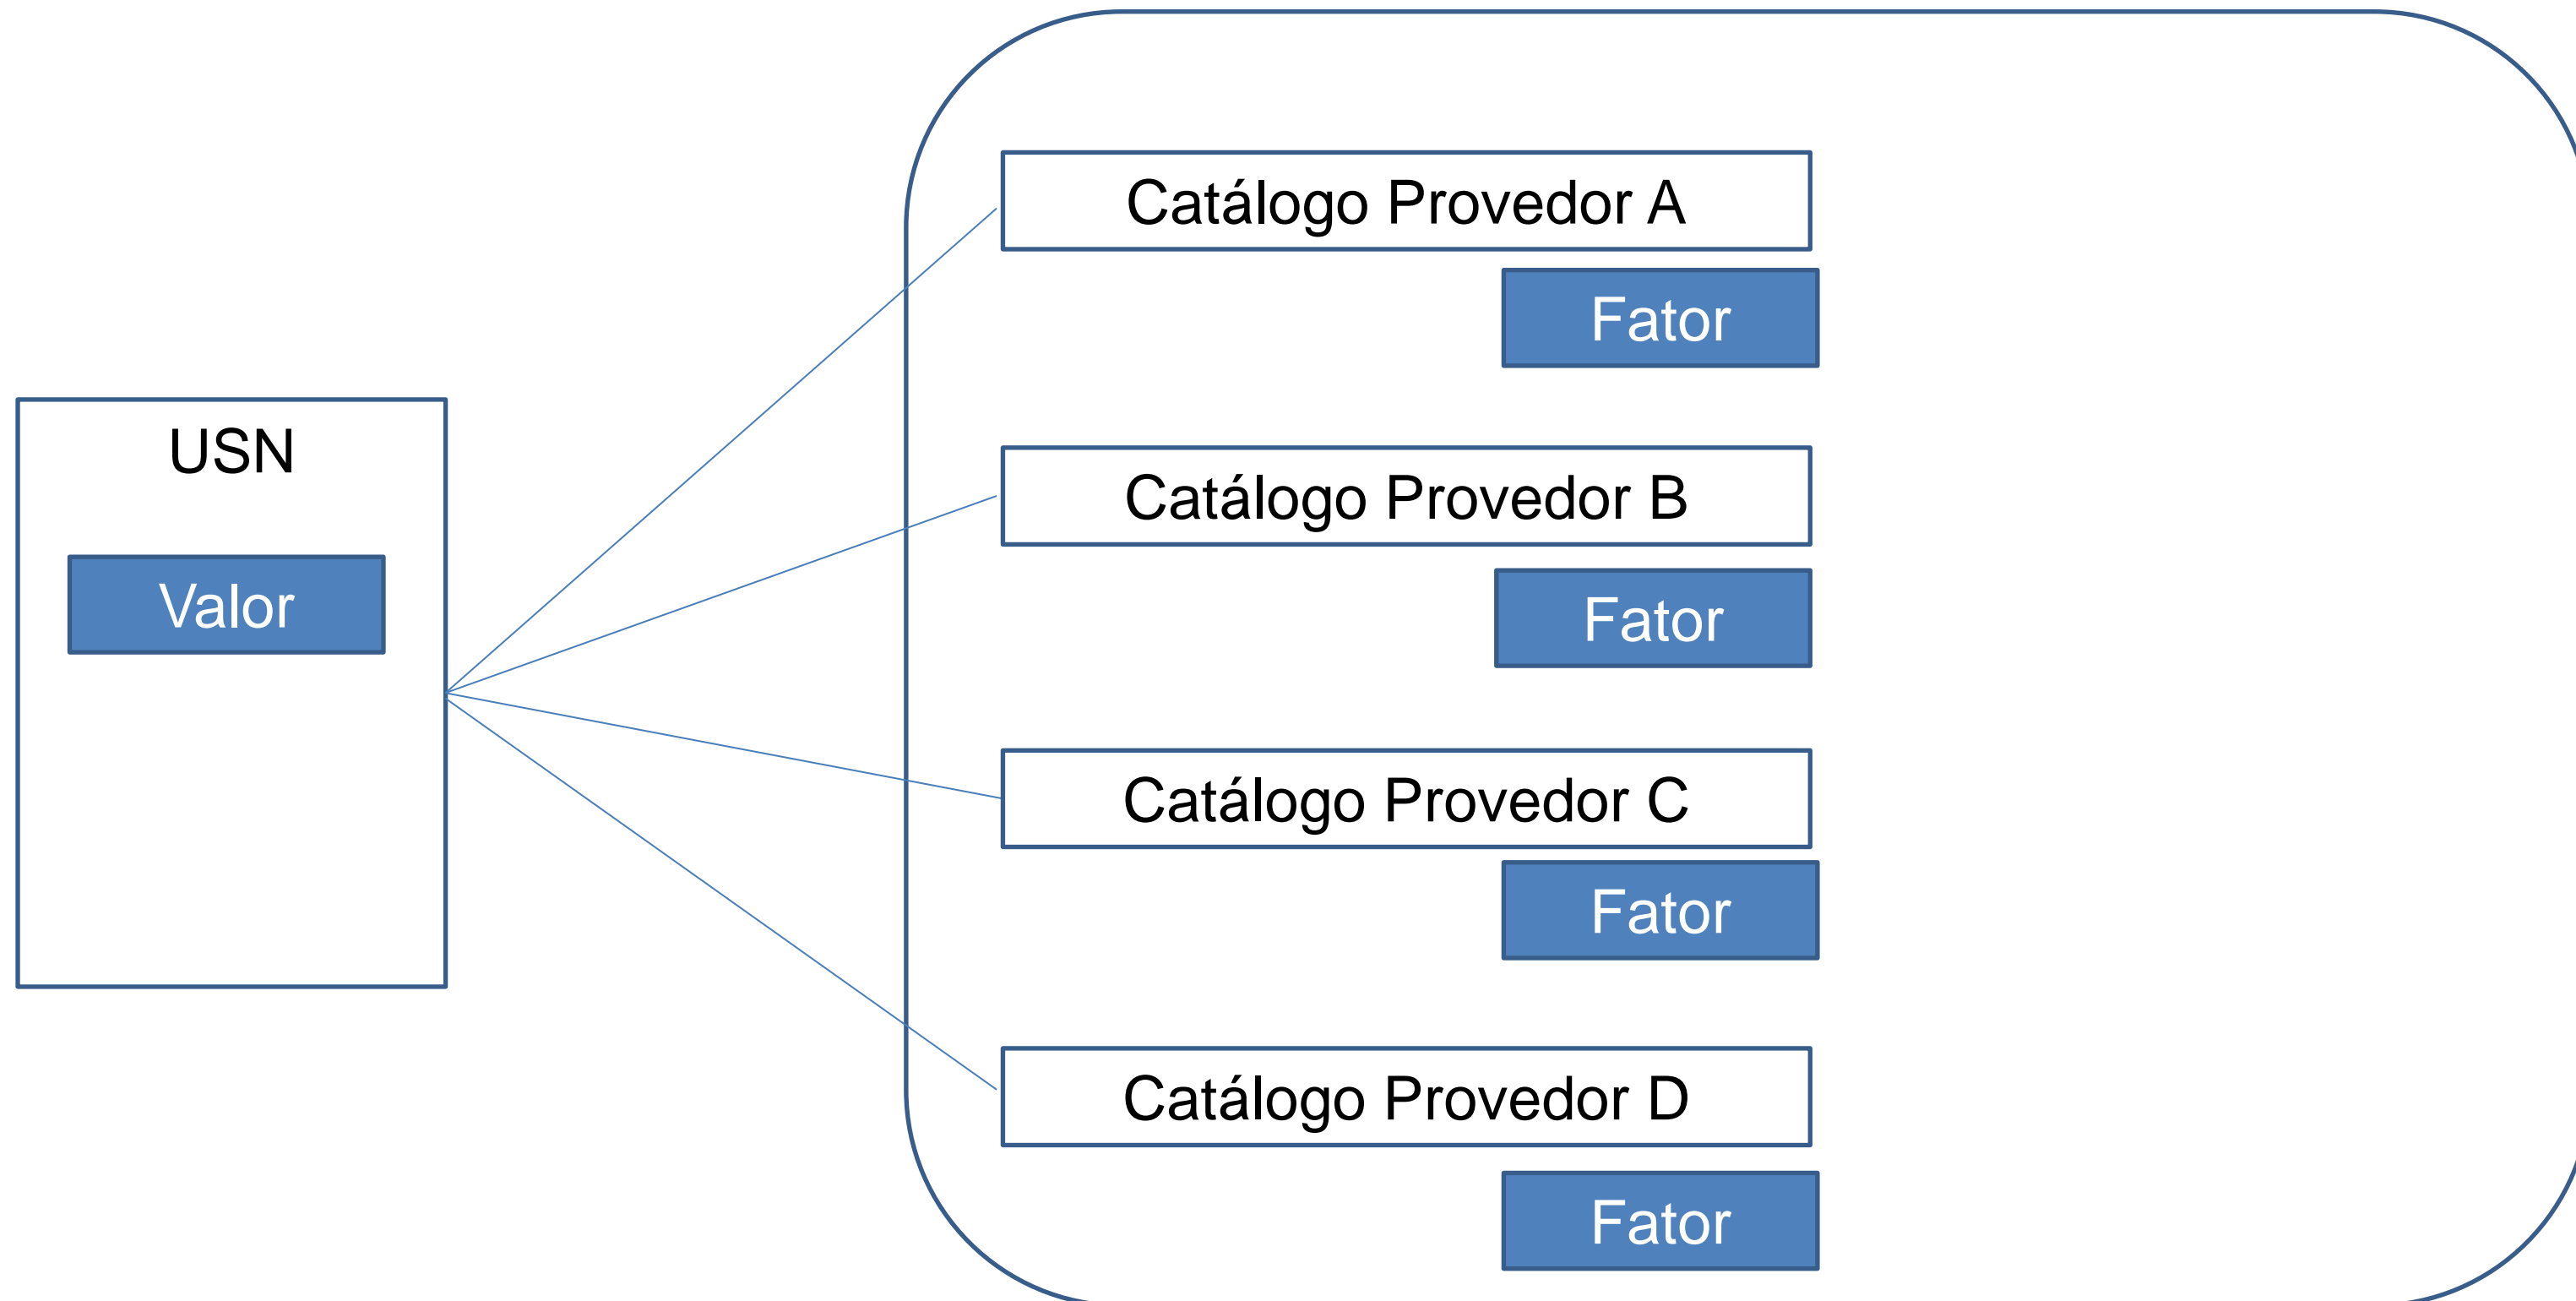 USN
Valor
Catálogo Provedor A
Fator
Catálogo Provedor B
Fator
Catálogo Provedor C
Fator
Catálogo Provedor D
Fator